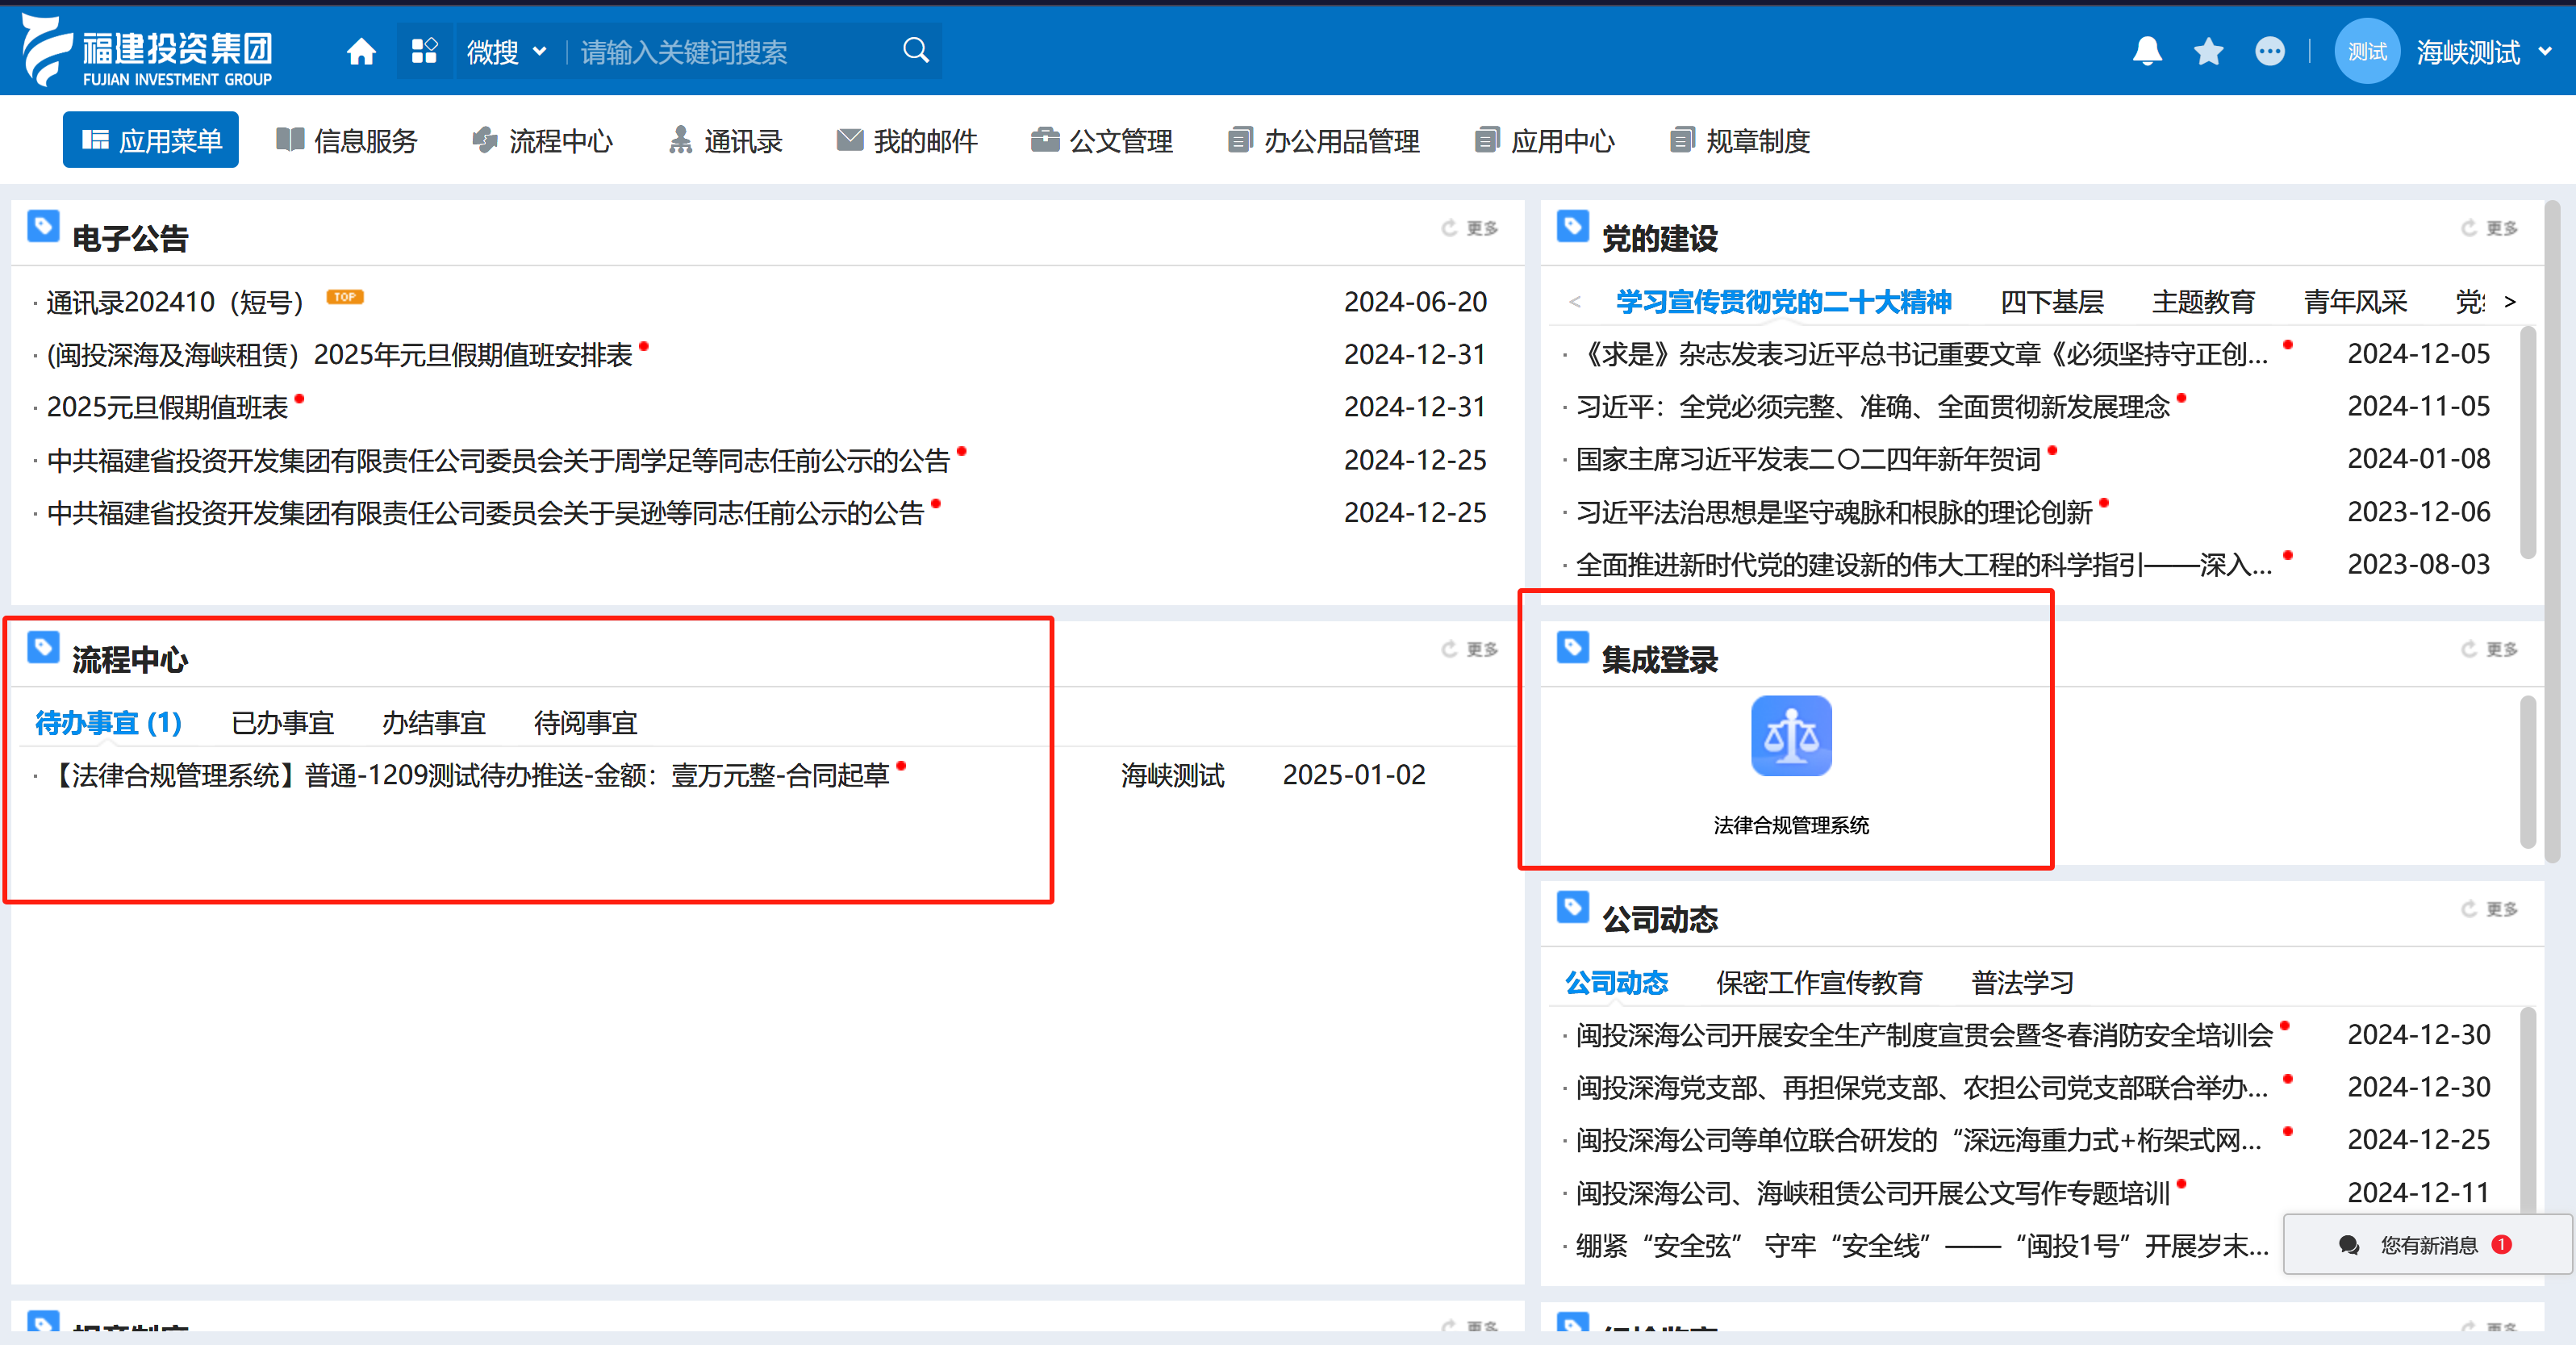 福建投资集团
FUJIAN INVESTMENT GROUP
微搜
请输入关键词搜索
测试
海峡测试
应用菜单
信息服务
流程中心
通讯录
我的邮件
公文管理
办公用品管理
应用中心
规章制度
电子公告
更多
· 通讯录202410（短号） TOP 2024-06-20
· (闽投深海及海峡租赁）2025年元旦假期值班安排表 2024-12-31
· 2025元旦假期值班表 2024-12-31
· 中共福建省投资开发集团有限责任公司委员会关于周学足等同志任前公示的公告 2024-12-25
· 中共福建省投资开发集团有限责任公司委员会关于吴逊等同志任前公示的公告 2024-12-25
党的建设
更多
< 学习宣传贯彻党的二十大精神 四下基层 主题教育 青年风采 党 >
· 《求是》杂志发表习近平总书记重要文章《必须坚持守正创... 2024-12-05
· 习近平：全党必须完整、准确、全面贯彻新发展理念 2024-11-05
· 国家主席习近平发表二〇二四年新年贺词 2024-01-08
· 习近平法治思想是坚守魂脉和根脉的理论创新 2023-12-06
· 全面推进新时代党的建设新的伟大工程的科学指引——深入... 2023-08-03
流程中心
更多
待办事宜 (1) 已办事宜 办结事宜 待阅事宜
· 【法律合规管理系统】普通-1209测试待办推送-金额：壹万元整-合同起草 海峡测试 2025-01-02
集成登录
更多
法律合规管理系统
公司动态
更多
公司动态 保密工作宣传教育 普法学习
· 闽投深海公司开展安全生产制度宣贯会暨冬春消防安全培训会 2024-12-30
· 闽投深海党支部、再担保党支部、农担公司党支部联合举办... 2024-12-30
· 闽投深海公司等单位联合研发的“深远海重力式+桁架式网... 2024-12-25
· 闽投深海公司、海峡租赁公司开展公文写作专题培训 2024-12-11
· 绷紧“安全弦” 守牢“安全线”——“闽投1号”开展岁末...
您有新消息 1
规章制度
更多
纪检监察
更多